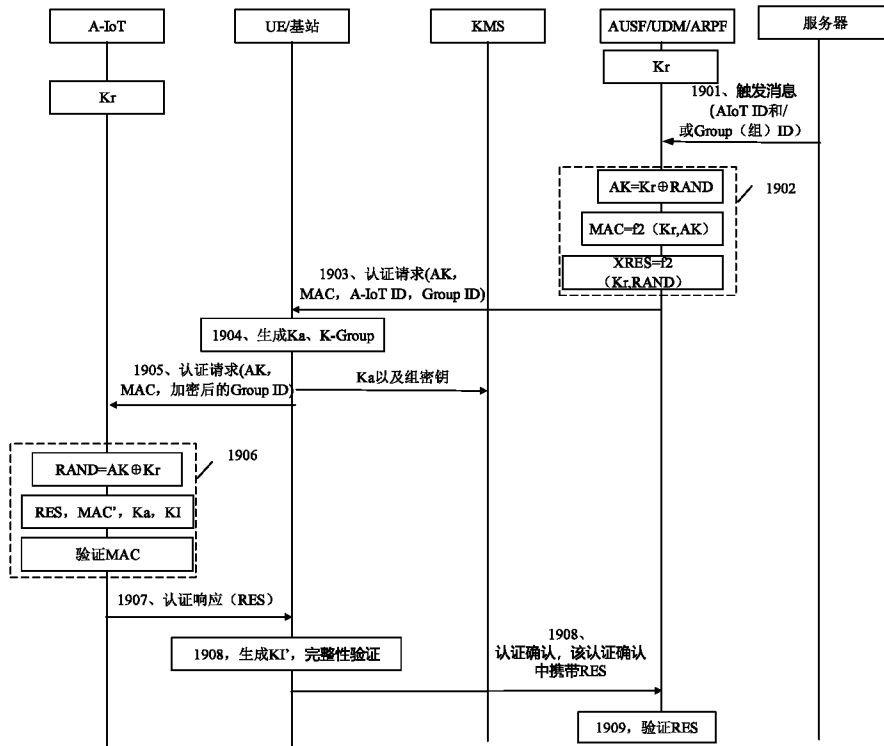 A-IoT
UE/基站
KMS
AUSF/UDM/ARPF
服务器
Kr
Kr
1901、触发消息
(AIoT ID和/
或Group（组）ID）
AK=Kr⊕RAND
MAC=f2（Kr,AK）
XRES=f2
（Kr,RAND）
1902
1903、认证请求(AK，
MAC，A-IoT ID，Group ID)
1904、生成Ka、K-Group
1905、认证请求(AK，
MAC，加密后的Group ID)
Ka以及组密钥
1906
RAND=AK⊕Kr
RES，MAC’，Ka，KI
验证MAC
1907、认证响应（RES）
1908，生成KI’，完整性验证
1908、
认证确认，该认证确认
中携带RES
1909，验证RES